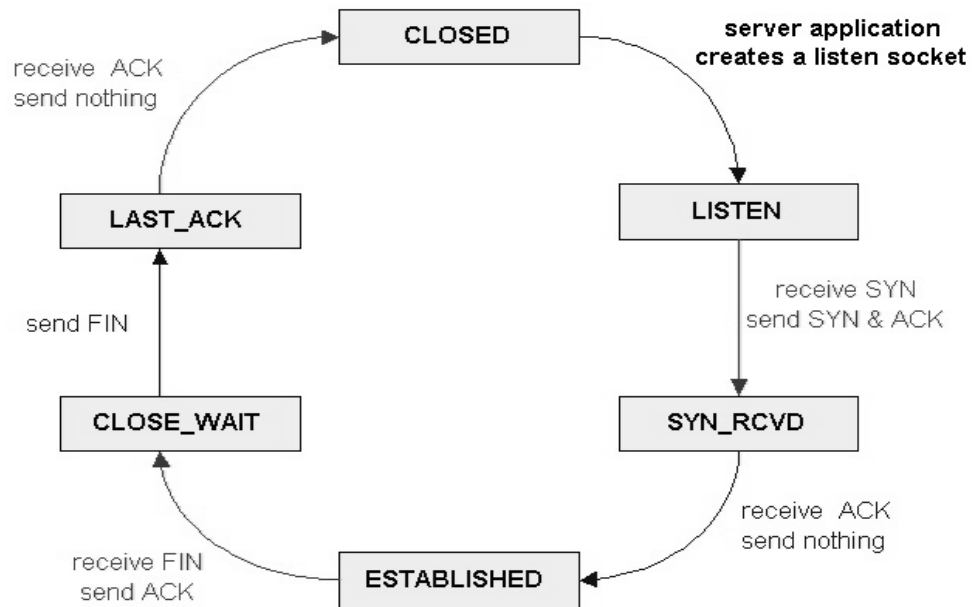 CLOSED
server application
creates a listen socket
receive ACK
send nothing
LAST_ACK
LISTEN
receive SYN
send SYN & ACK
send FIN
CLOSE_WAIT
SYN_RCVD
receive ACK
send nothing
receive FIN
send ACK
ESTABLISHED